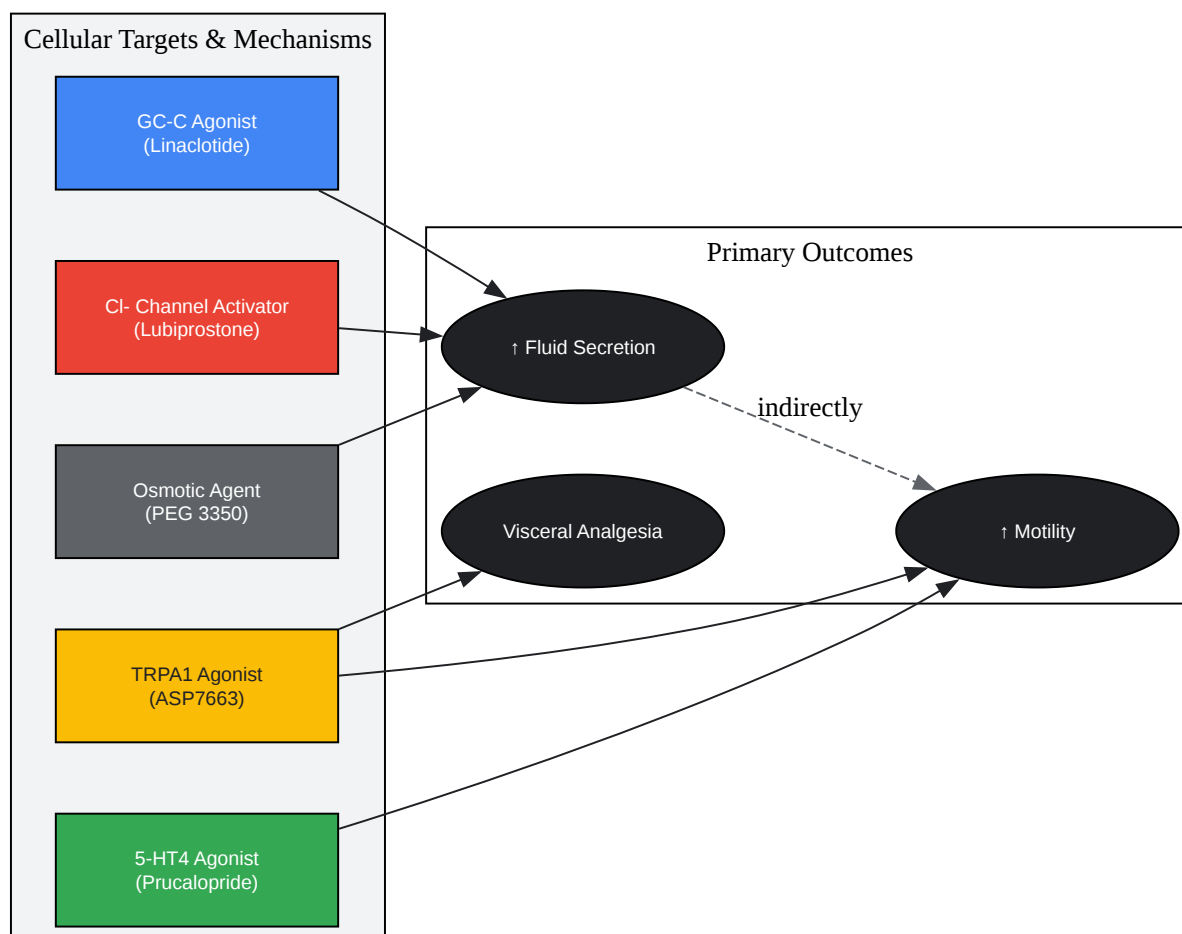 Cellular Targets & Mechanisms
GC-C Agonist
(Linaclotide)
Cl- Channel Activator
(Lubiprostone)
Osmotic Agent
(PEG 3350)
TRPA1 Agonist
(ASP7663)
5-HT4 Agonist
(Prucalopride)
Primary Outcomes
↑ Fluid Secretion
indirectly
Visceral Analgesia
↑ Motility